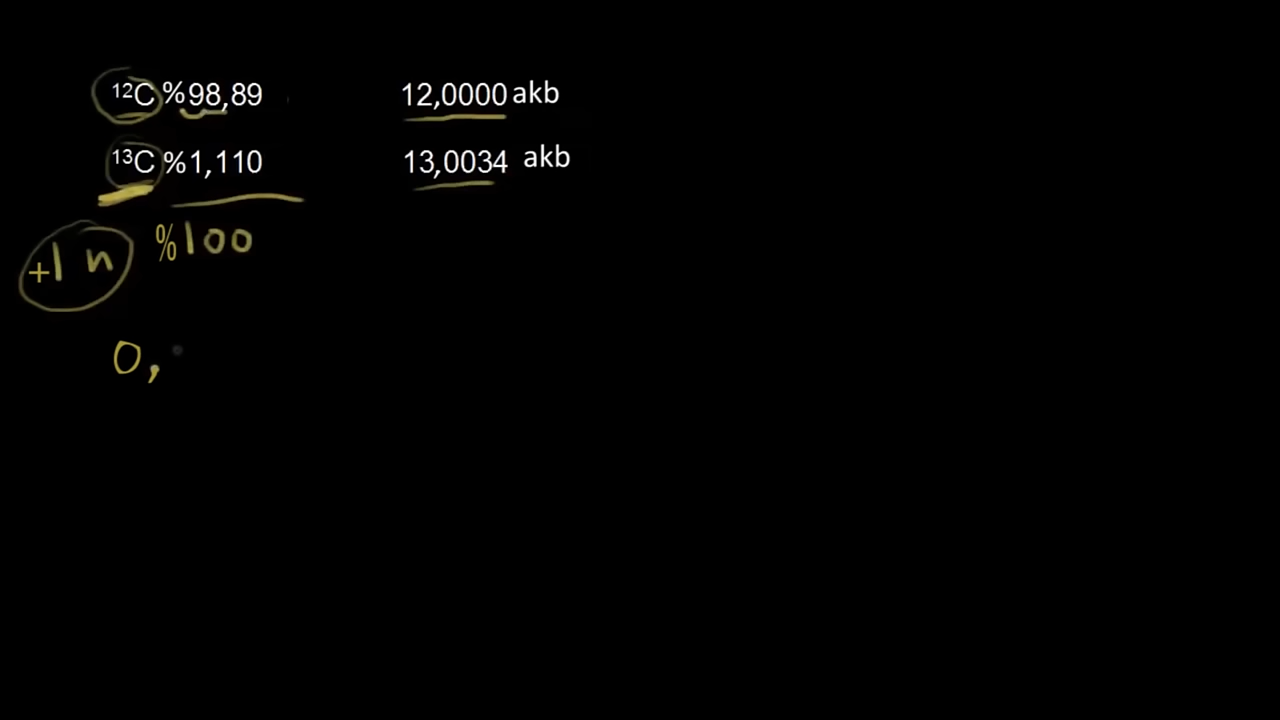 ¹²C %98,89 12,0000 akb
¹³C %1,110 13,0034 akb
+1 n %100
0,